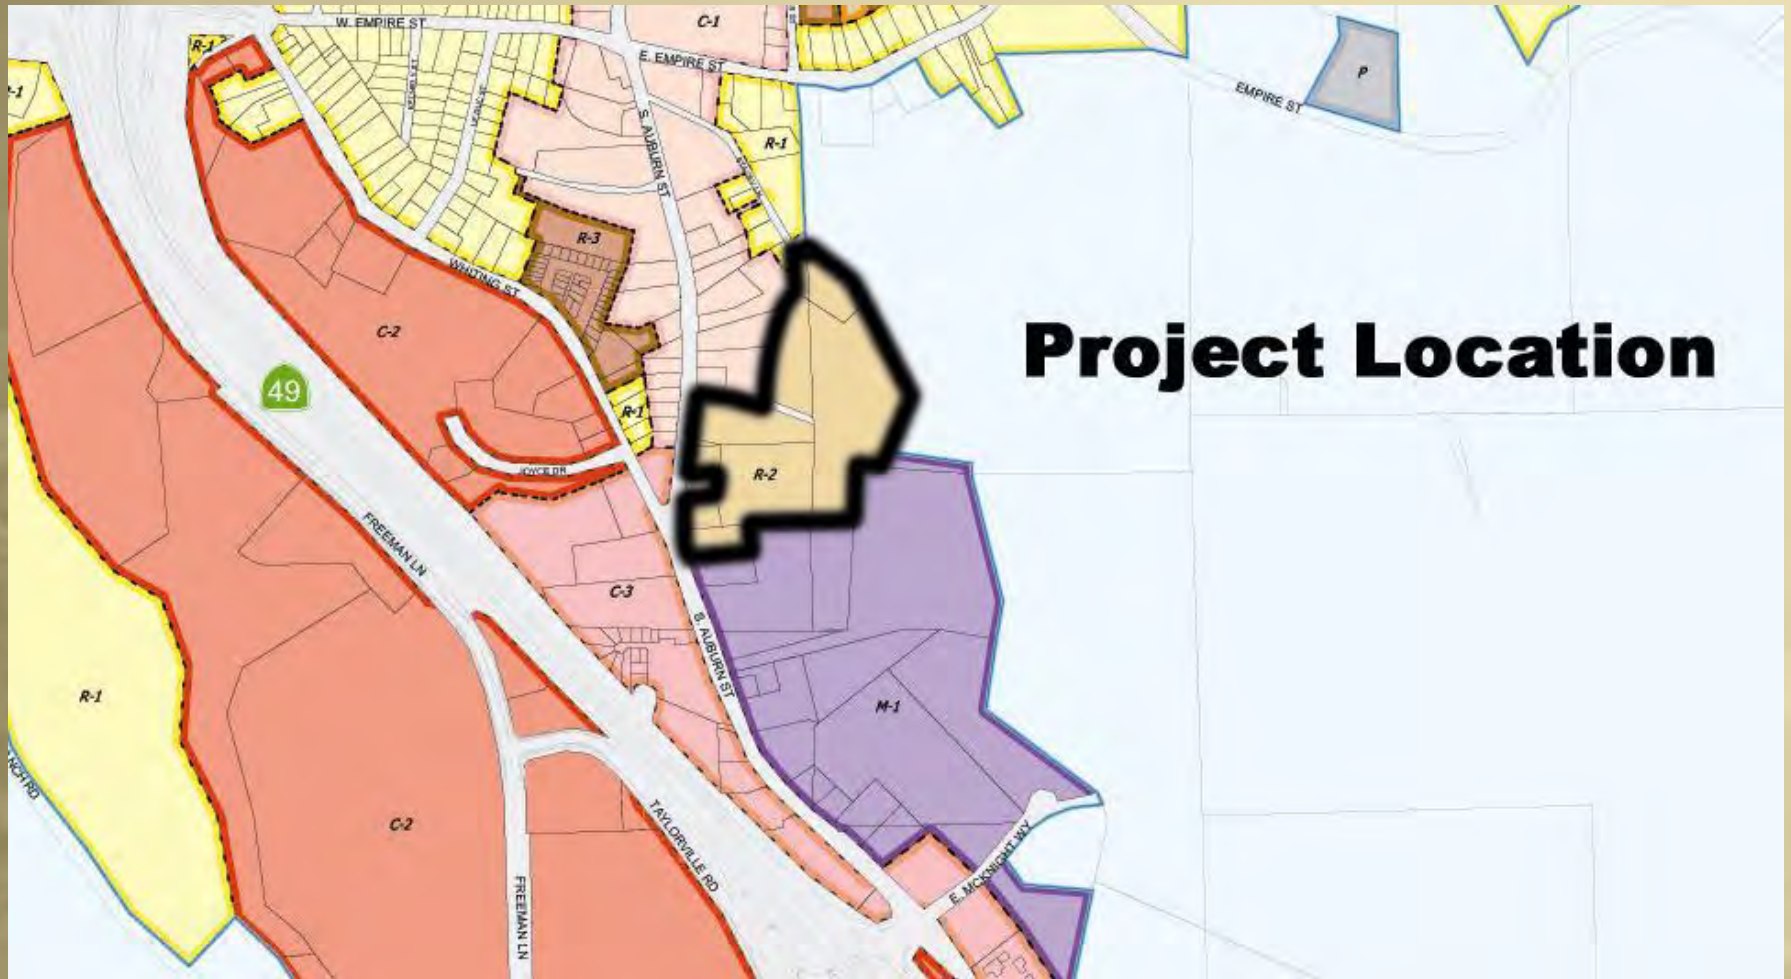 W. EMPIRE ST
C-1
R-1
E. EMPIRE ST
P
EMPIRE ST
S. AUBURN ST
R-1
R-3
WHITING ST
C-2
Project Location
49
R-1
JOYCE DR
R-2
FREEMAN LN
C-3
S. AUBURN ST
R-1
M-1
C-2
TAYLORVILLE RD
E. MCKNIGHT WY
FREEMAN LN